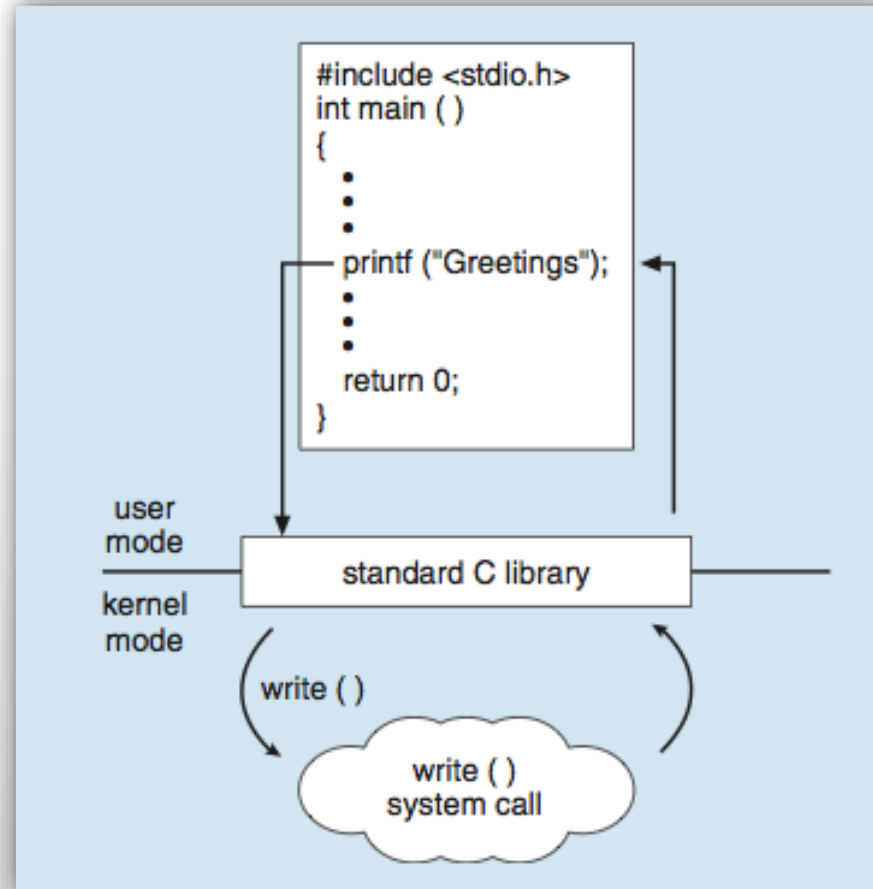 #include <stdio.h>
int main ( )
{
•
•
•
printf ("Greetings");
•
•
•
return 0;
}
user
mode
standard C library
kernel
mode
write ( )
write ( )
system call